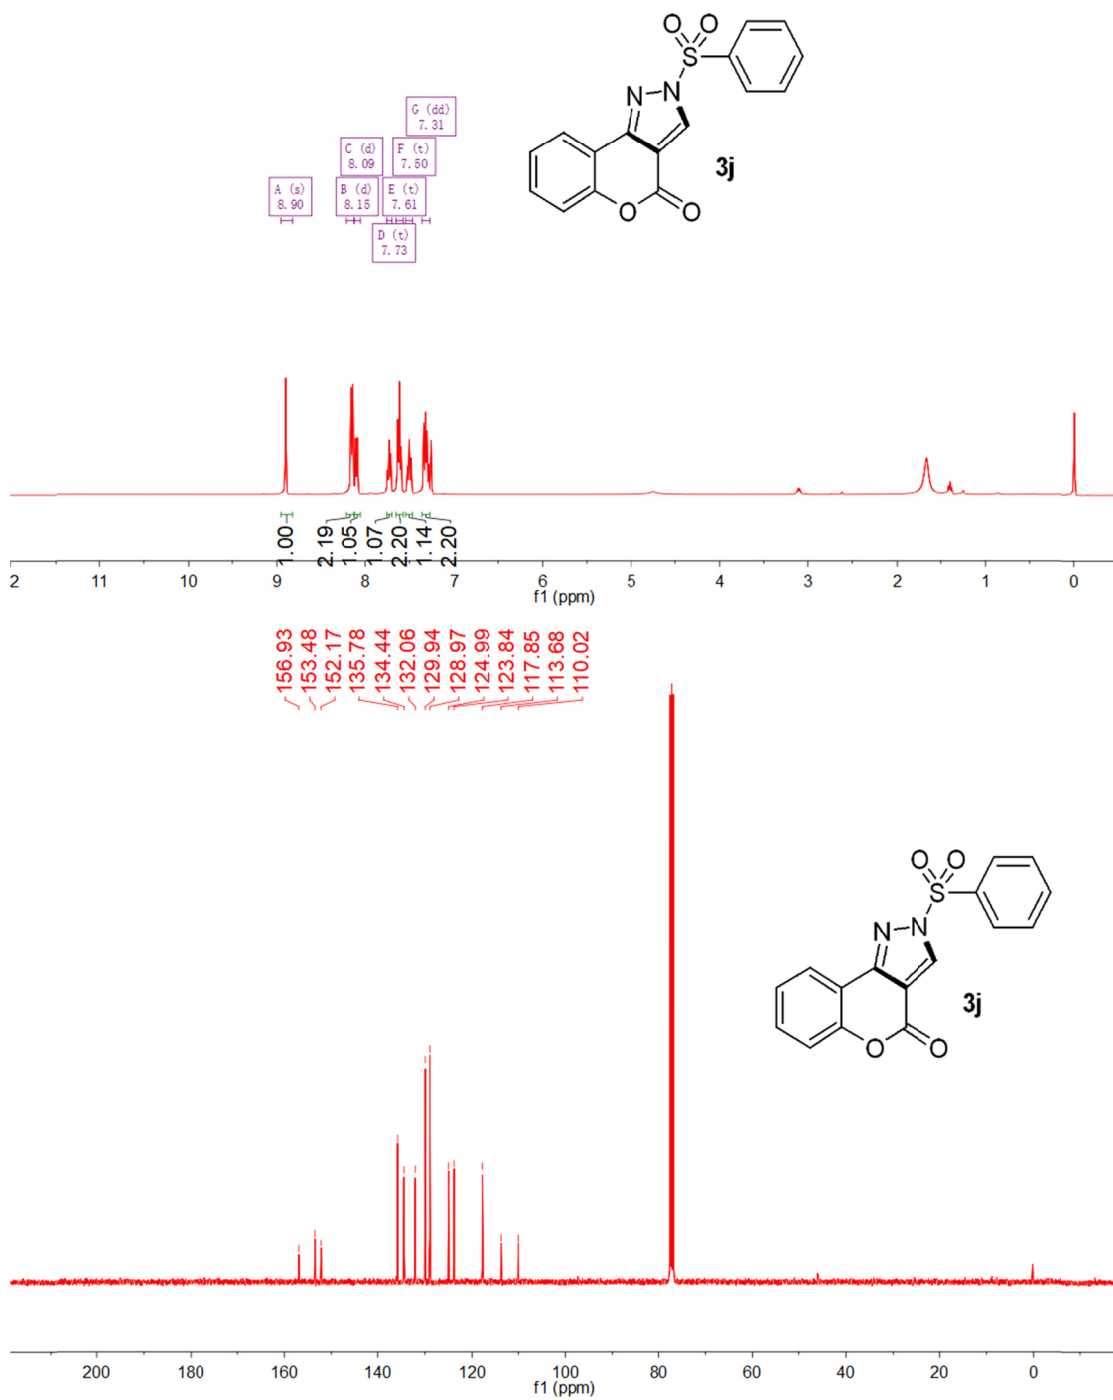 O O
S
N N
3j
O O
G (dd)
7.31
C (d)
8.09
F (t)
7.50
A (s)
8.90
B (d)
8.15
E (t)
7.61
D (t)
7.73
1.00
2.19
1.05
1.07
2.20
1.14
2.20
2 11 10 9 8 7 6 5 4 3 2 1 0
f1 (ppm)
156.93
153.48
152.17
135.78
134.44
132.06
129.94
128.97
124.99
123.84
117.85
113.68
110.02
O O
S
N N
3j
O O
200 180 160 140 120 100 80 60 40 20 0
f1 (ppm)